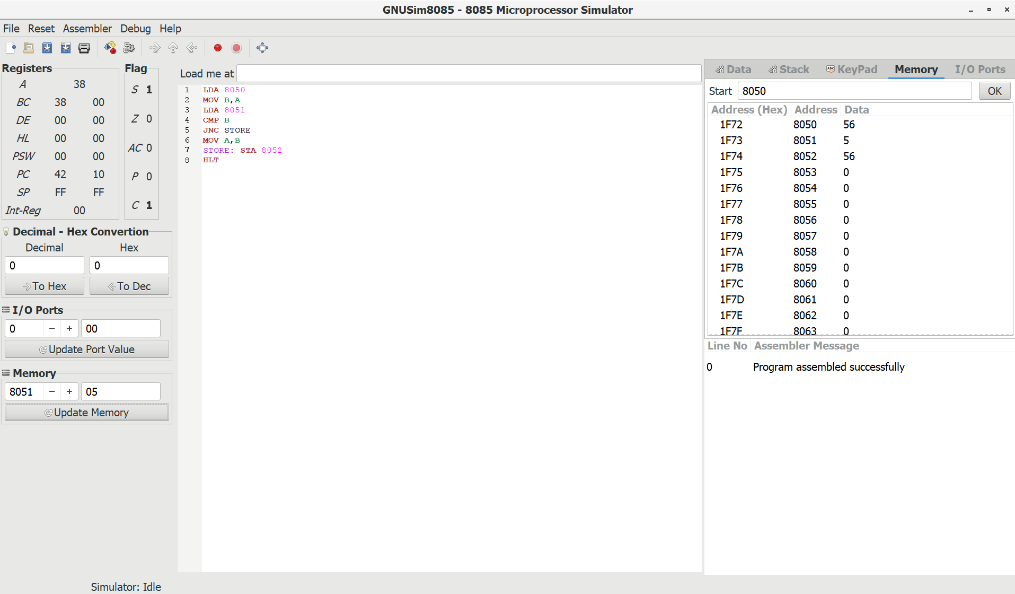 GNUSim8085 - 8085 Microprocessor Simulator
File Reset Assembler Debug Help
Registers
A 38
BC 38 00
DE 00 00
HL 00 00
PSW 00 00
PC 42 10
SP FF FF
Int-Reg 00
Flag
S 1
Z 0
AC 0
P 0
C 1
Decimal - Hex Convertion
Decimal Hex
0 0
To Hex To Dec
I/O Ports
0 − + 00
Update Port Value
Memory
8051 − + 05
Update Memory
Simulator: Idle
Load me at
1 LDA 8050
2 MOV B,A
3 LDA 8051
4 CMP B
5 JNC STORE
6 MOV A,B
7 STORE: STA 8052
8 HLT
Data Stack KeyPad Memory I/O Ports
Start 8050 OK
Address (Hex) Address Data
1F72 8050 56
1F73 8051 5
1F74 8052 56
1F75 8053 0
1F76 8054 0
1F77 8055 0
1F78 8056 0
1F79 8057 0
1F7A 8058 0
1F7B 8059 0
1F7C 8060 0
1F7D 8061 0
1F7E 8062 0
1F7F 8063 0
Line No Assembler Message
0 Program assembled successfully